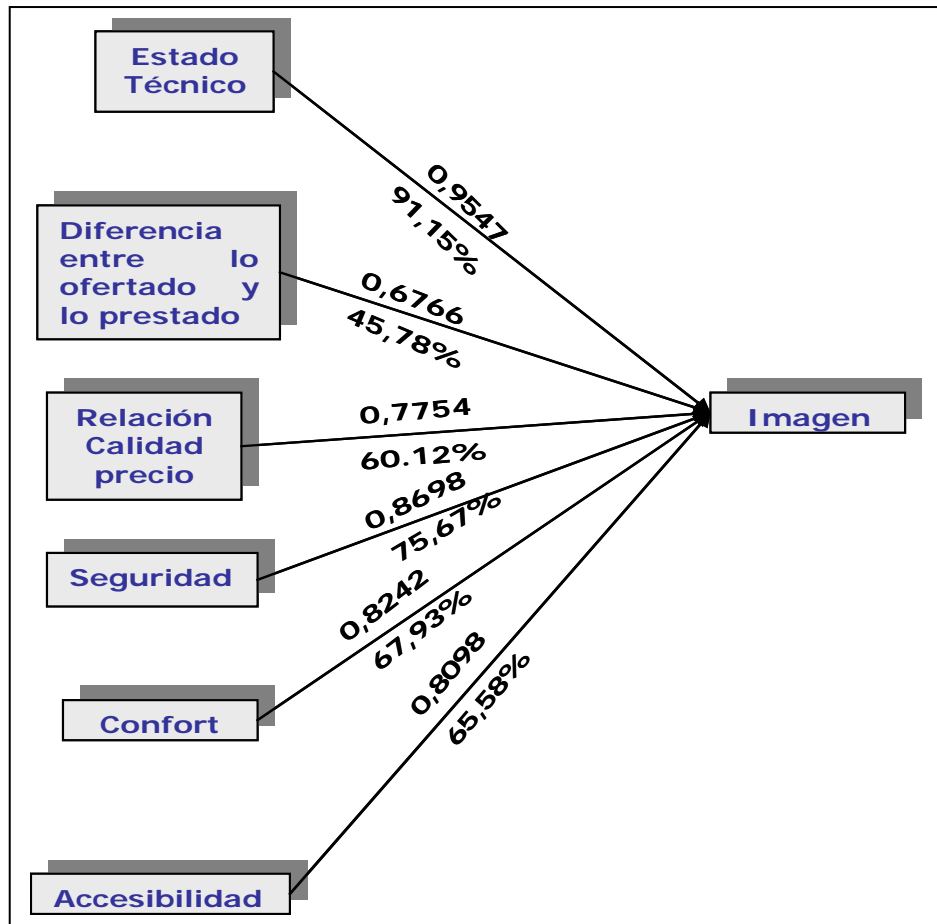 Estado
Técnico
0,9547
91,15%
Diferencia
entre lo
ofertado y
lo prestado
0,6766
45,78%
Relación
Calidad
precio
0,7754
60.12%
Imagen
Seguridad
0,8698
75,67%
Confort
0,8242
67,93%
Accesibilidad
0,8098
65,58%